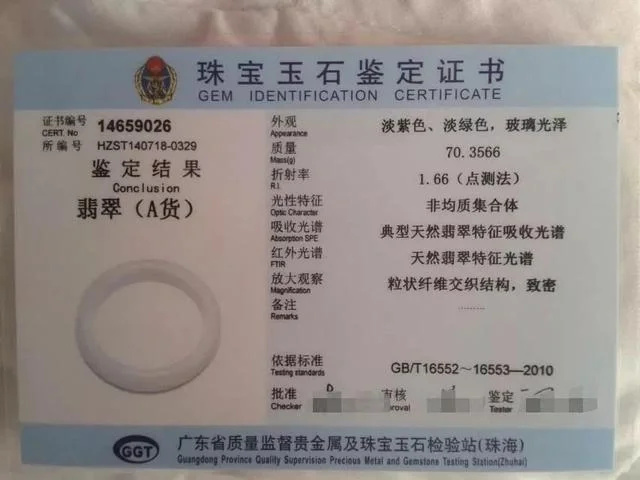 珠宝玉石鉴定证书
GEM IDENTIFICATION CERTIFICATE
证书编号 14659026
CERT. No
所编号 HZST140718-0329
鉴定结果
Conclusion
翡翠（A货）
外观 淡紫色、淡绿色，玻璃光泽
Appearance
质量 70.3566
Mass(g)
折射率 1.66（点测法）
R.I.
光性特征 非均质集合体
Optic Character
吸收光谱 典型天然翡翠特征吸收光谱
Absorption SPE
红外光谱 天然翡翠特征光谱
FTIR
放大观察 粒状纤维交织结构，致密
Magnification
备注 ………
Remarks
依据标准 GB/T16552～16553—2010
Testing standards
批准 审核 鉴定
Checker Tester
GGT 广东省质量监督贵金属及珠宝玉石检验站(珠海)
Guangdong Province Quality Supervision Precious Metal and Gemstone Testing Station(Zhuhai)